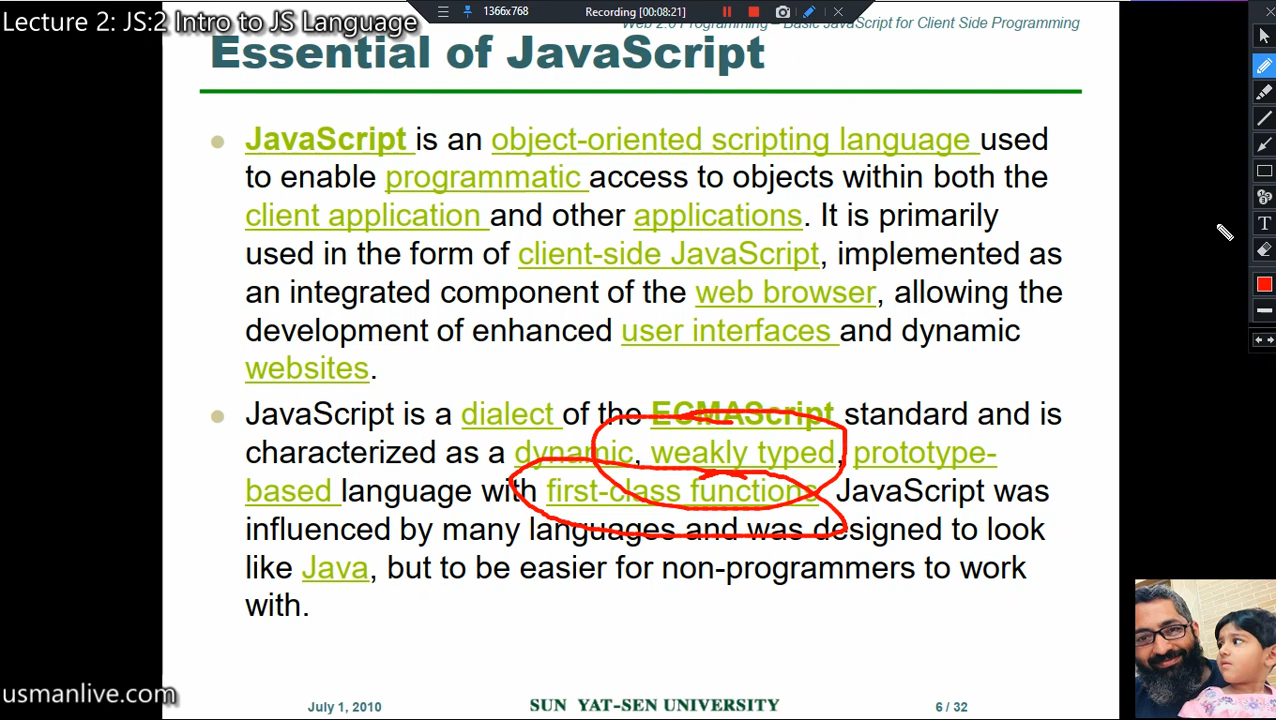 Lecture 2: JS:2 Intro to JS Language
1366x768
Recording [00:08:21]
Web 2.0 Programming – Basic JavaScript for Client Side Programming
Essential of JavaScript
JavaScript is an object-oriented scripting language used
to enable programmatic access to objects within both the
client application and other applications. It is primarily
used in the form of client-side JavaScript, implemented as
an integrated component of the web browser, allowing the
development of enhanced user interfaces and dynamic
websites.
JavaScript is a dialect of the ECMAScript standard and is
characterized as a dynamic, weakly typed, prototype-
based language with first-class functions. JavaScript was
influenced by many languages and was designed to look
like Java, but to be easier for non-programmers to work
with.
usmanlive.com
July 1, 2010
SUN YAT-SEN UNIVERSITY
6 / 32